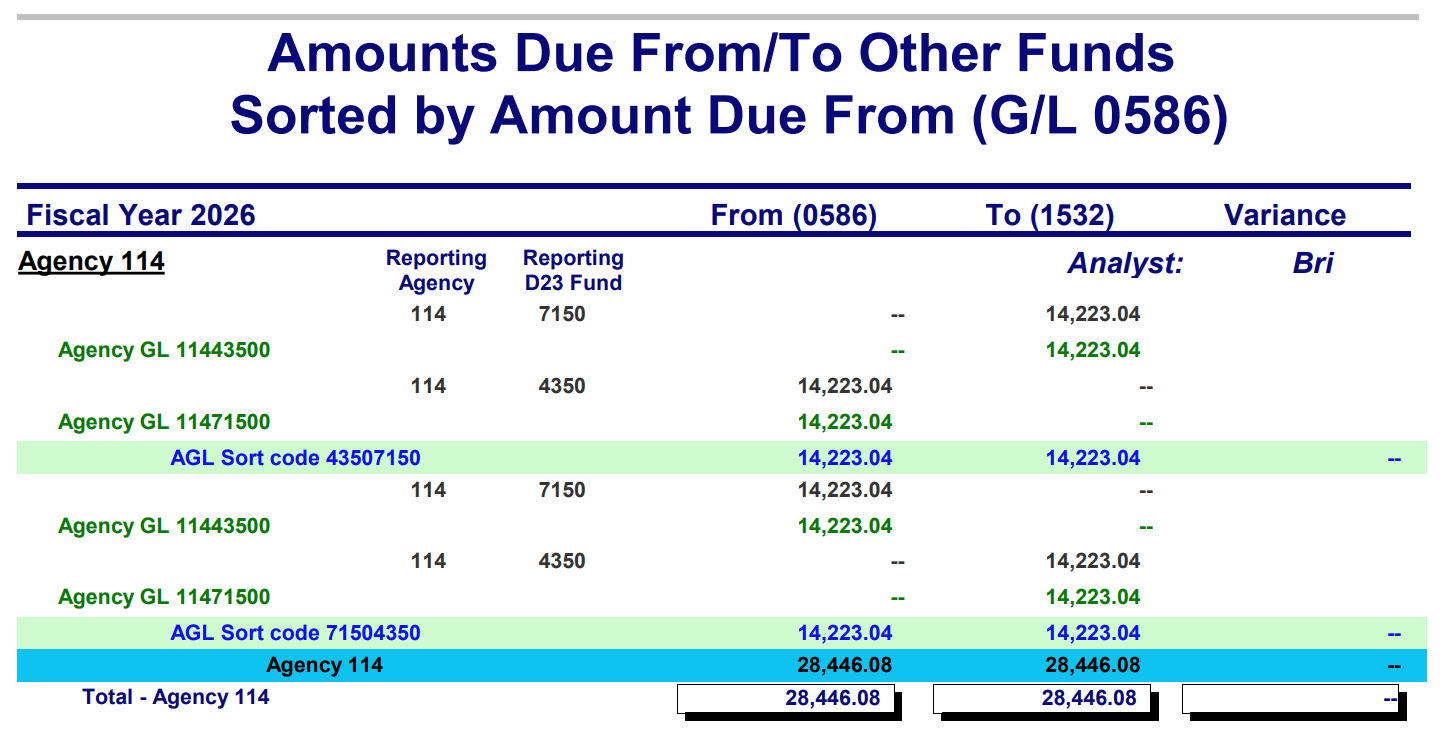 Amounts Due From/To Other Funds
Sorted by Amount Due From (G/L 0586)
Fiscal Year 2026 From (0586) To (1532) Variance
Agency 114 Reporting Reporting Analyst: Bri
Agency D23 Fund
114 7150 -- 14,223.04
Agency GL 11443500 -- 14,223.04
114 4350 14,223.04 --
Agency GL 11471500 14,223.04 --
AGL Sort code 43507150 14,223.04 14,223.04 --
114 7150 14,223.04 --
Agency GL 11443500 14,223.04 --
114 4350 -- 14,223.04
Agency GL 11471500 -- 14,223.04
AGL Sort code 71504350 14,223.04 14,223.04 --
Agency 114 28,446.08 28,446.08 --
Total - Agency 114 28,446.08 28,446.08 --